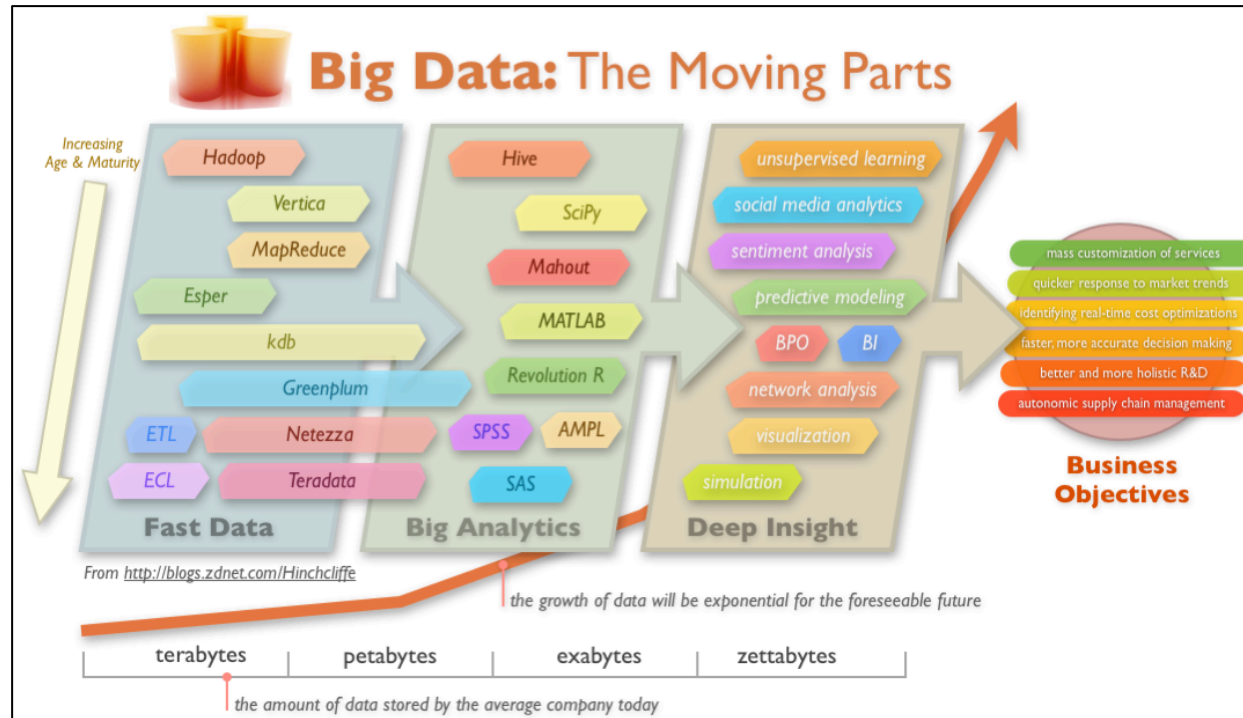 Big Data: The Moving Parts
Increasing
Age & Maturity
Hadoop
Vertica
MapReduce
Esper
kdb
Greenplum
ETL
Netezza
ECL
Teradata
Fast Data
Hive
SciPy
Mahout
MATLAB
Revolution R
SPSS
AMPL
SAS
Big Analytics
unsupervised learning
social media analytics
sentiment analysis
predictive modeling
BPO
BI
network analysis
visualization
simulation
Deep Insight
mass customization of services
quicker response to market trends
identifying real-time cost optimizations
faster, more accurate decision making
better and more holistic R&D
autonomic supply chain management
Business
Objectives
From http://blogs.zdnet.com/Hinchcliffe
the growth of data will be exponential for the foreseeable future
terabytes petabytes exabytes zettabytes
the amount of data stored by the average company today